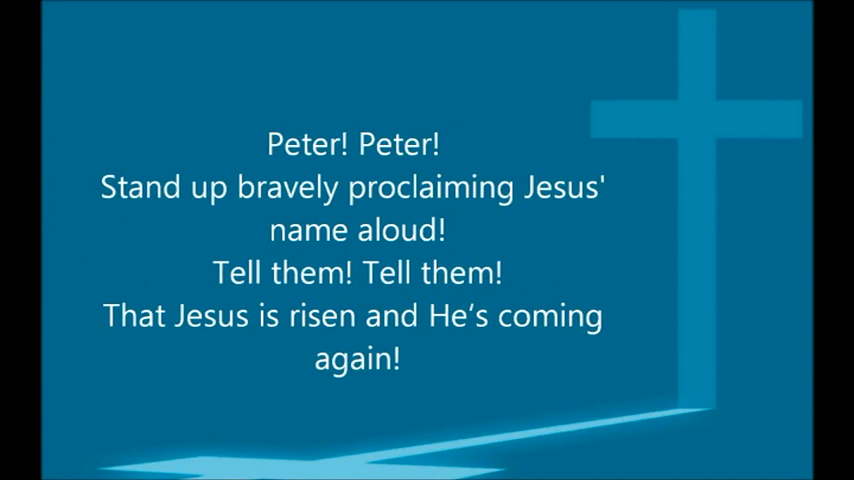 Peter! Peter!
Stand up bravely proclaiming Jesus'
name aloud!
Tell them! Tell them!
That Jesus is risen and He’s coming
again!